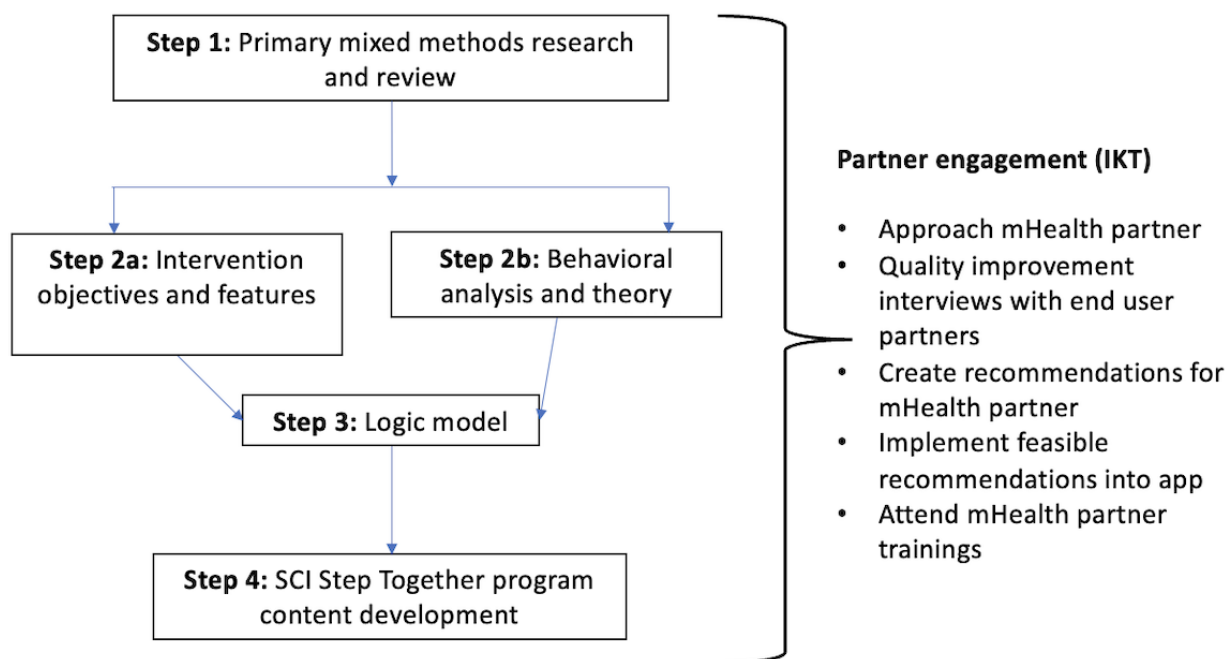 Step 1: Primary mixed methods research
and review
Step 2a: Intervention
objectives and features
Step 2b: Behavioral
analysis and theory
Step 3: Logic model
Step 4: SCI Step Together program
content development
Partner engagement (IKT)
• Approach mHealth partner
• Quality improvement
interviews with end user
partners
• Create recommendations for
mHealth partner
• Implement feasible
recommendations into app
• Attend mHealth partner
trainings